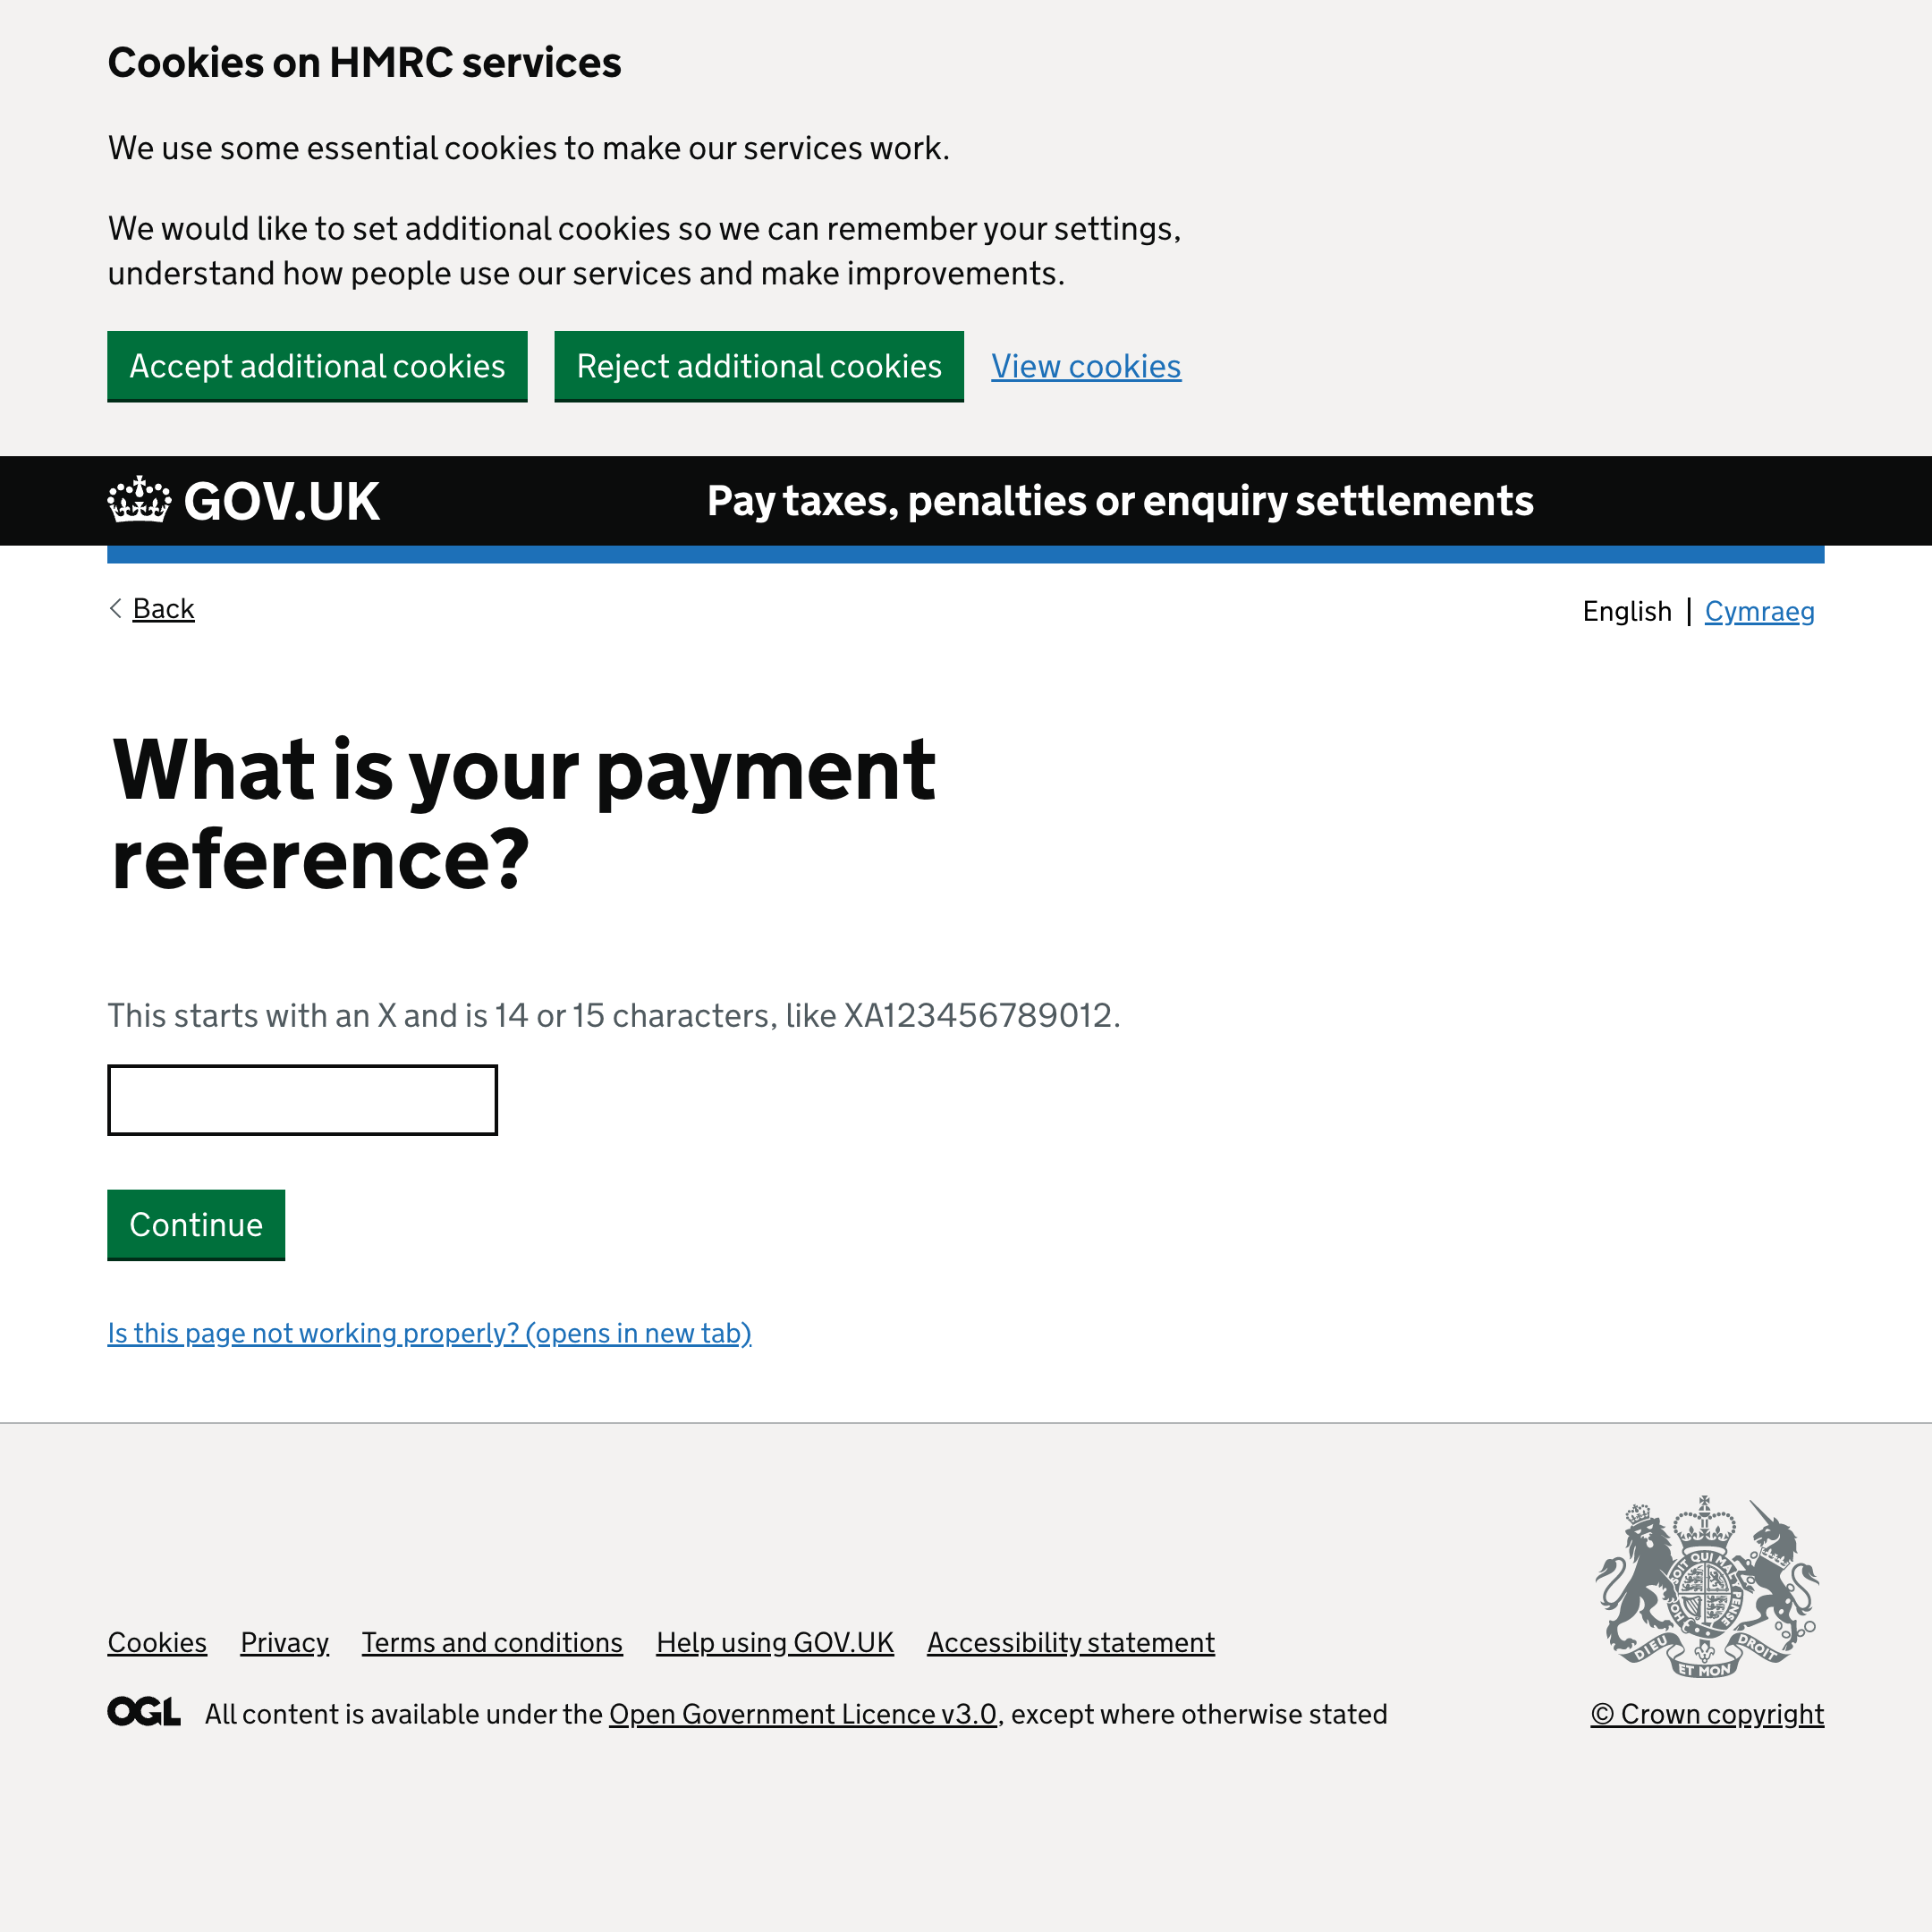 Cookies on HMRC services
We use some essential cookies to make our services work.
We would like to set additional cookies so we can remember your settings,
understand how people use our services and make improvements.
Accept additional cookies Reject additional cookies View cookies
GOV.UK Pay taxes, penalties or enquiry settlements
Back English | Cymraeg
What is your payment
reference?
This starts with an X and is 14 or 15 characters, like XA123456789012.
Continue
Is this page not working properly? (opens in new tab)
Cookies Privacy Terms and conditions Help using GOV.UK Accessibility statement
OGL All content is available under the Open Government Licence v3.0, except where otherwise stated
SOIT QUI MAL Y PENSE HO
DIEU ET MON DROIT
© Crown copyright